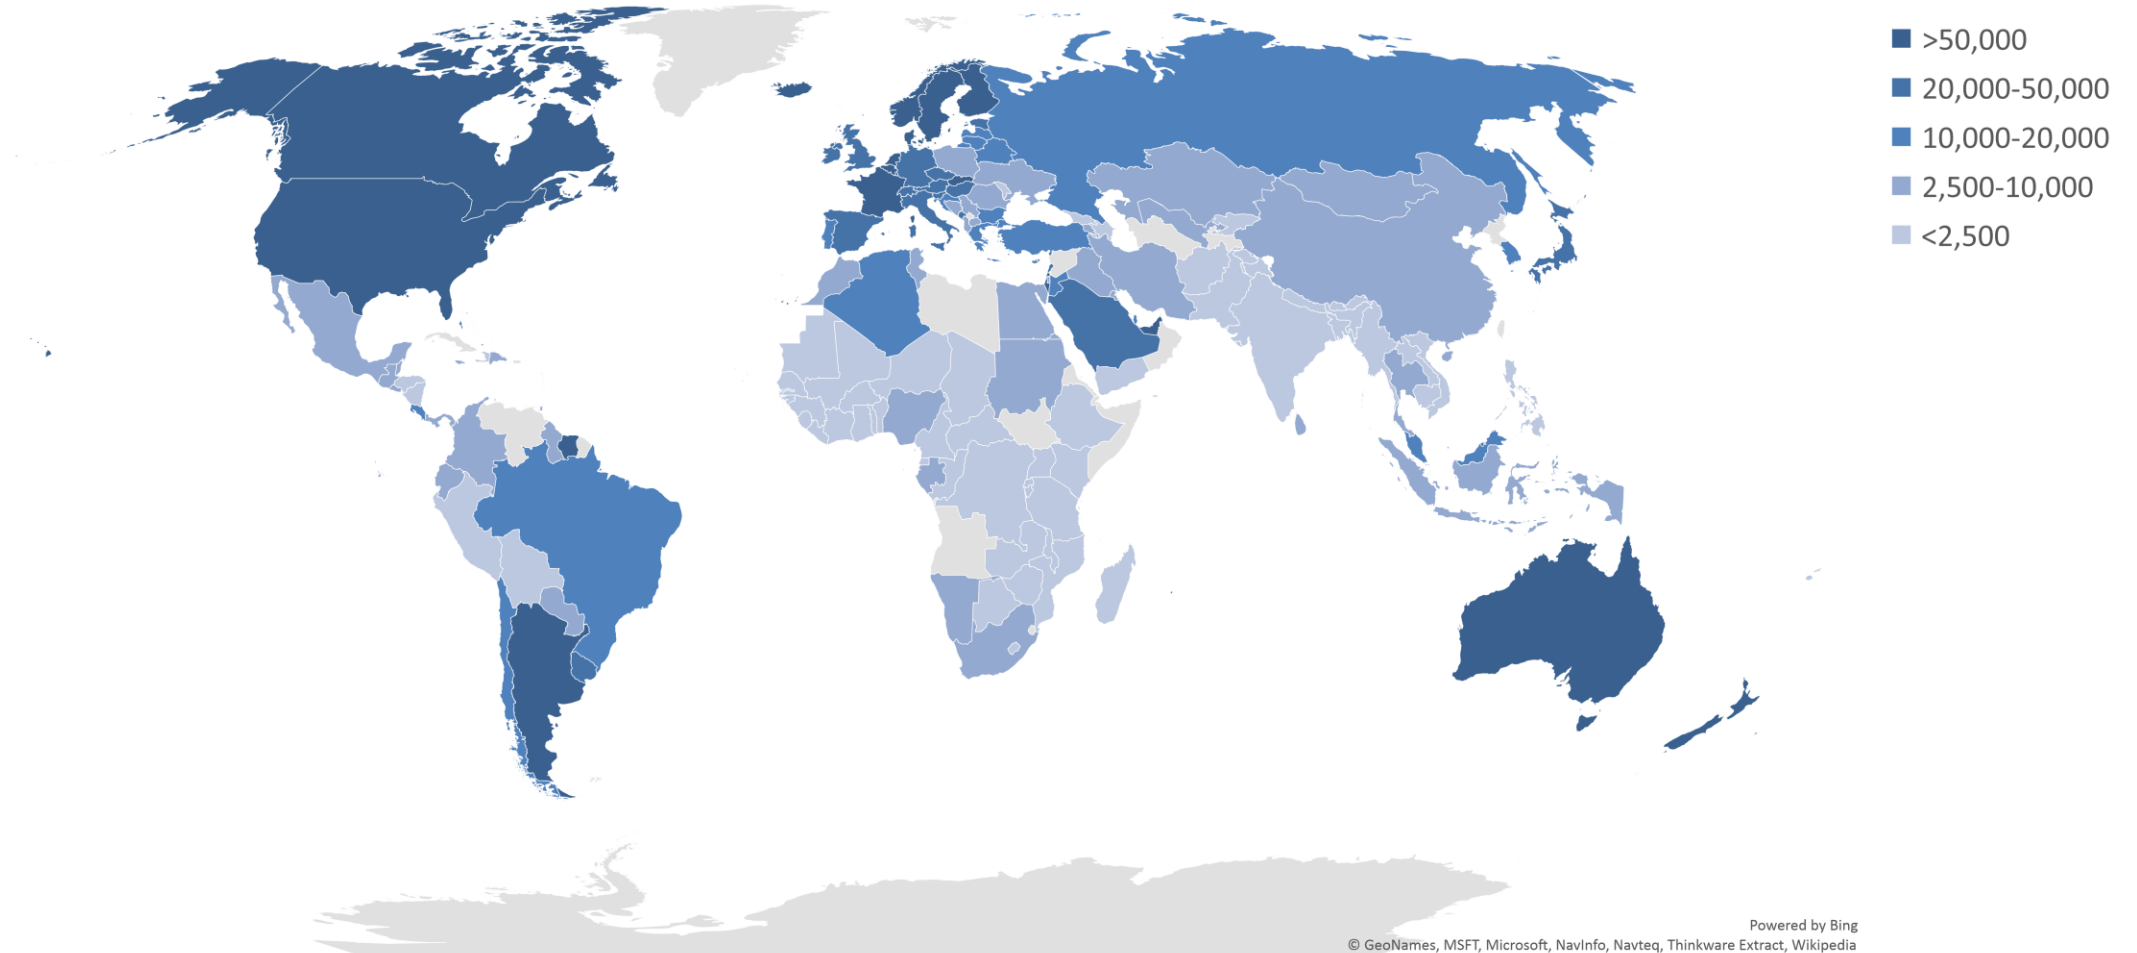 >50,000
20,000-50,000
10,000-20,000
2,500-10,000
<2,500
Powered by Bing
© GeoNames, MSFT, Microsoft, NavInfo, Navteq, Thinkware Extract, Wikipedia